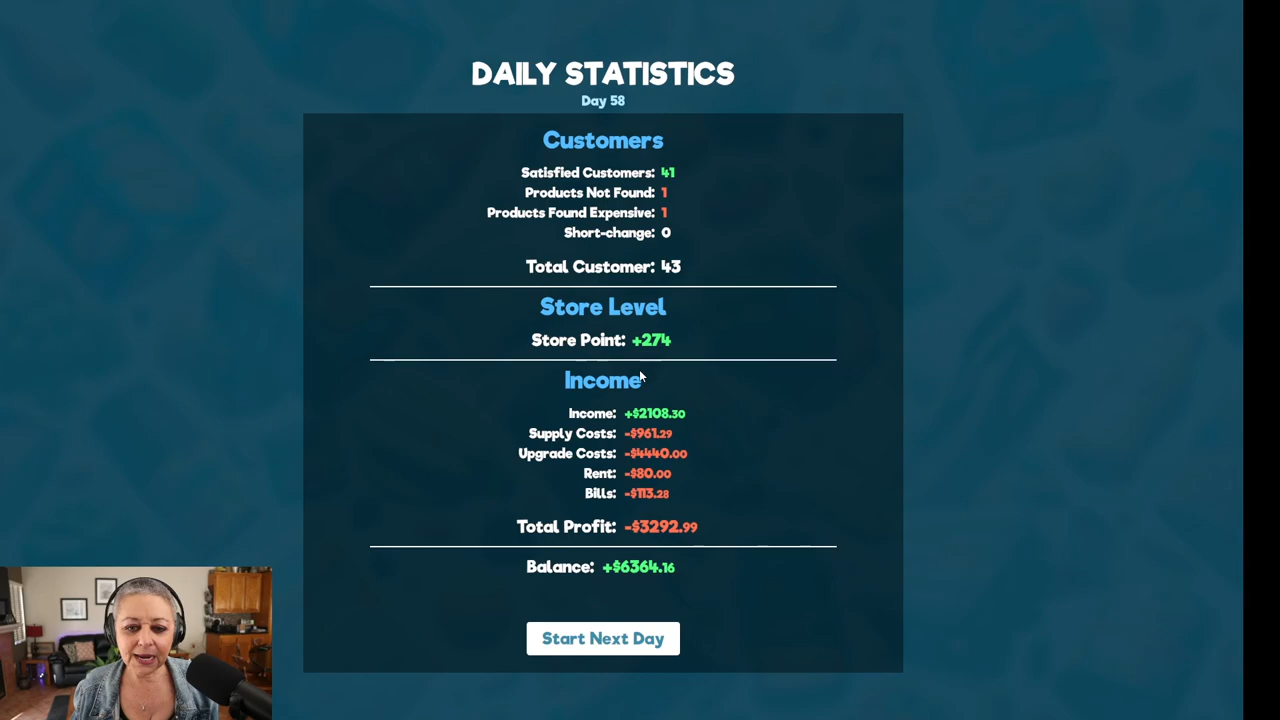 DAILY STATISTICS
Day 58
Customers
Satisfied Customers: 41
Products Not Found: 1
Products Found Expensive: 1
Short-change: 0
Total Customer: 43
Store Level
Store Point: +274
Income
Income: +$2108.30
Supply Costs: -$961.29
Upgrade Costs: -$4440.00
Rent: -$80.00
Bills: -$113.28
Total Profit: -$3292.99
Balance: +$6364.16
Start Next Day